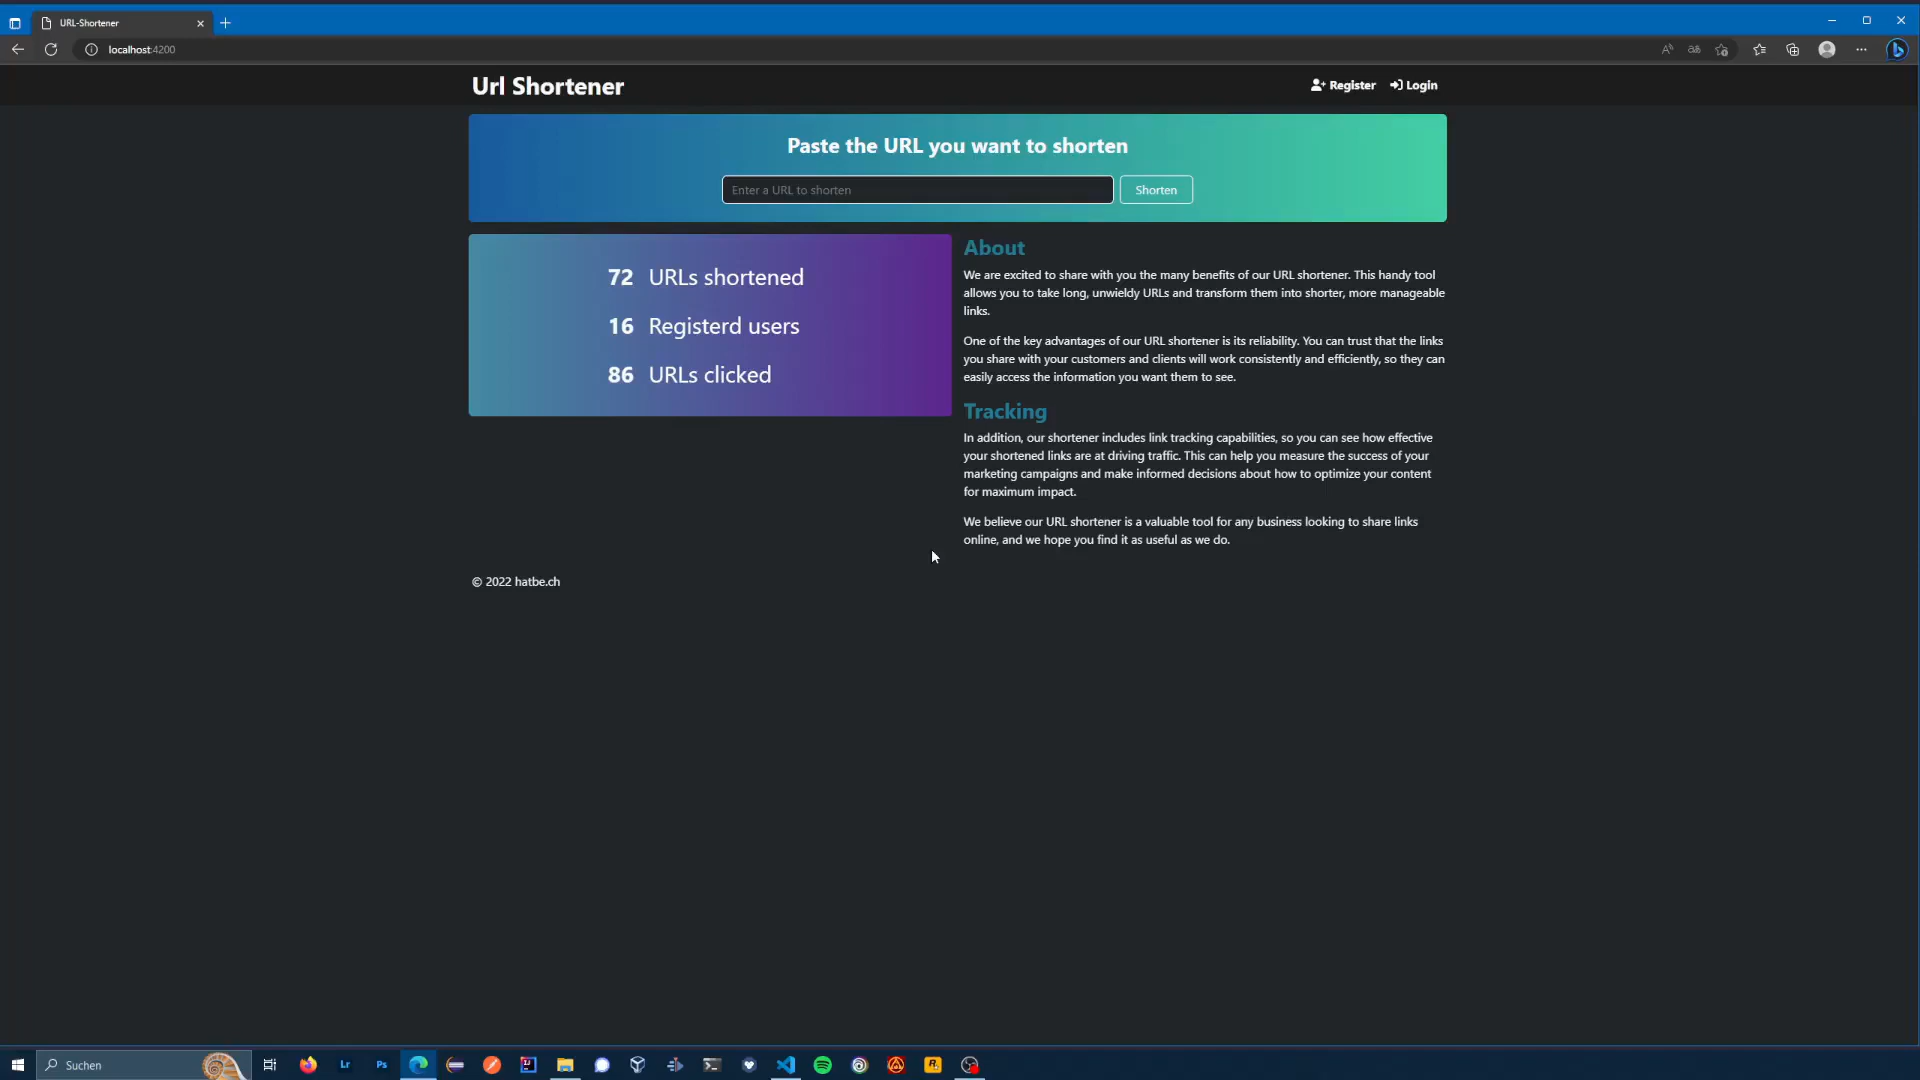 URL-Shortener
localhost:4200
Url Shortener
Register
Login
Paste the URL you want to shorten
Enter a URL to shorten
Shorten
72 URLs shortened
16 Registerd users
86 URLs clicked
About
We are excited to share with you the many benefits of our URL shortener. This handy tool
allows you to take long, unwieldy URLs and transform them into shorter, more manageable
links.
One of the key advantages of our URL shortener is its reliability. You can trust that the links
you share with your customers and clients will work consistently and efficiently, so they can
easily access the information you want them to see.
Tracking
In addition, our shortener includes link tracking capabilities, so you can see how effective
your shortened links are at driving traffic. This can help you measure the success of your
marketing campaigns and make informed decisions about how to optimize your content
for maximum impact.
We believe our URL shortener is a valuable tool for any business looking to share links
online, and we hope you find it as useful as we do.
© 2022 hatbe.ch
Suchen
Lr
Ps